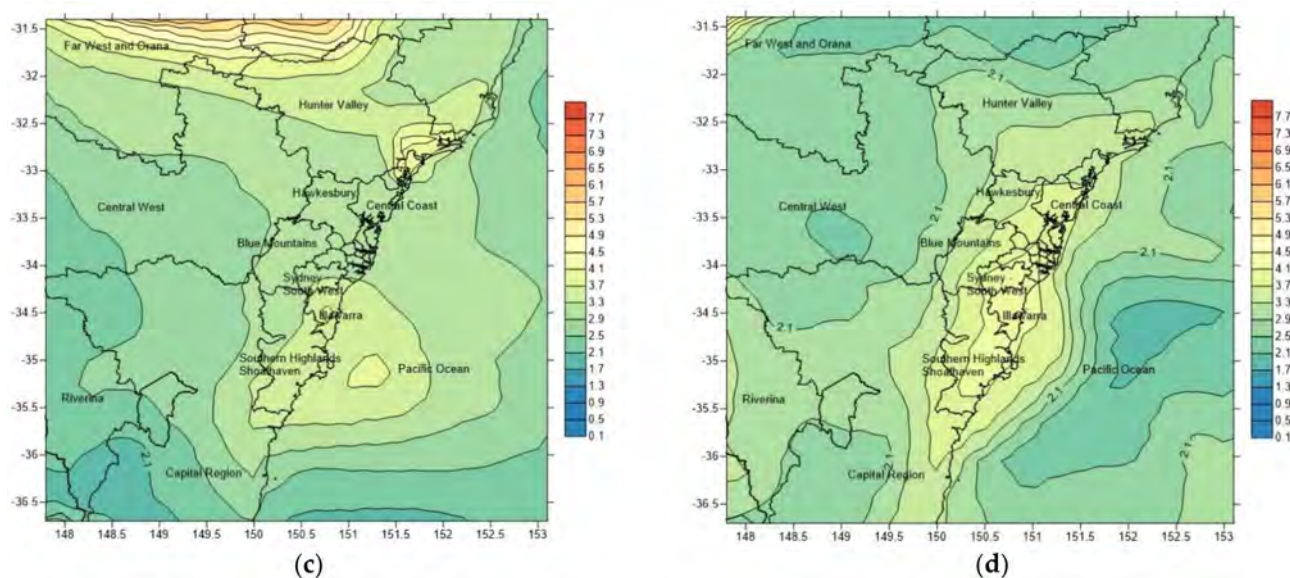 -31.5
-32
-32.5
-33
-33.5
-34
-34.5
-35
-35.5
-36
-36.5
Far West and Orana
Hunter Valley
Hawkesbury
Central Coast
Central West
Blue Mountains
Sydney
South West
Illawarra
Southern Highlands
Shoalhaven
Pacific Ocean
Riverina
2.1
Capital Region
148 148.5 149 149.5 150 150.5 151 151.5 152 152.5 153
7.7
7.3
6.9
6.5
6.1
5.7
5.3
4.9
4.5
4.1
3.7
3.3
2.9
2.5
2.1
1.7
1.3
0.9
0.5
0.1
(c)
-31.5
-32
-32.5
-33
-33.5
-34
-34.5
-35
-35.5
-36
-36.5
Far West and Orana
2.1
Hunter Valley
2.1
Hawkesbury
Central Coast
Central West
2.1
Blue Mountains
2.1
Sydney
South West
2.1
Illawarra
Southern Highlands
Shoalhaven
Pacific Ocean
2.1
Riverina
Capital Region
2.1
148 148.5 149 149.5 150 150.5 151 151.5 152 152.5 153
7.7
7.3
6.9
6.5
6.1
5.7
5.3
4.9
4.5
4.1
3.7
3.3
2.9
2.5
2.1
1.7
1.3
0.9
0.5
0.1
(d)